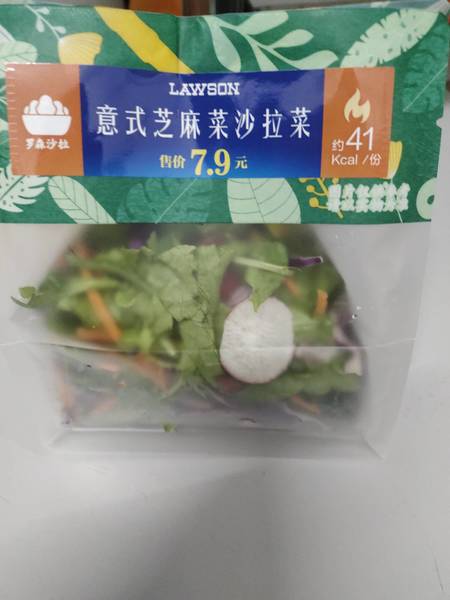 LAWSON
意式芝麻菜沙拉菜
售价7.9元
罗森沙拉
约41
Kcal/份